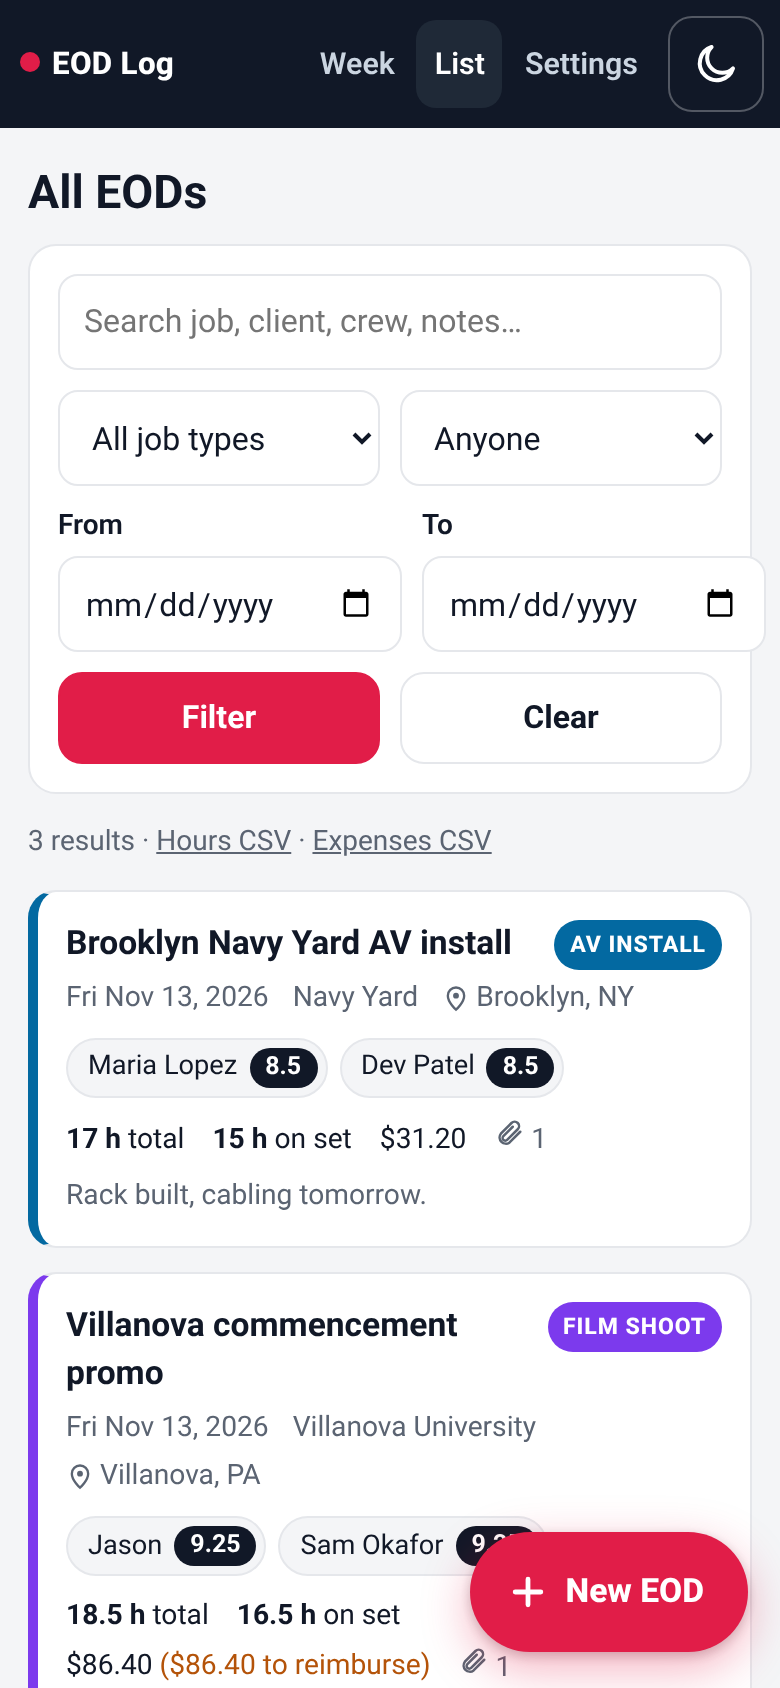 EOD Log Week List Settings
All EODs
Search job, client, crew, notes…
All job types Anyone
From To
mm/dd/yyyy mm/dd/yyyy
Filter Clear
3 results · Hours CSV · Expenses CSV
Brooklyn Navy Yard AV install AV INSTALL
Fri Nov 13, 2026 Navy Yard Brooklyn, NY
Maria Lopez 8.5 Dev Patel 8.5
17 h total 15 h on set $31.20 1
Rack built, cabling tomorrow.
Villanova commencement FILM SHOOT
promo
Fri Nov 13, 2026 Villanova University
Villanova, PA
Jason 9.25 Sam Okafor
18.5 h total 16.5 h on set
New EOD
$86.40 ($86.40 to reimburse) 1